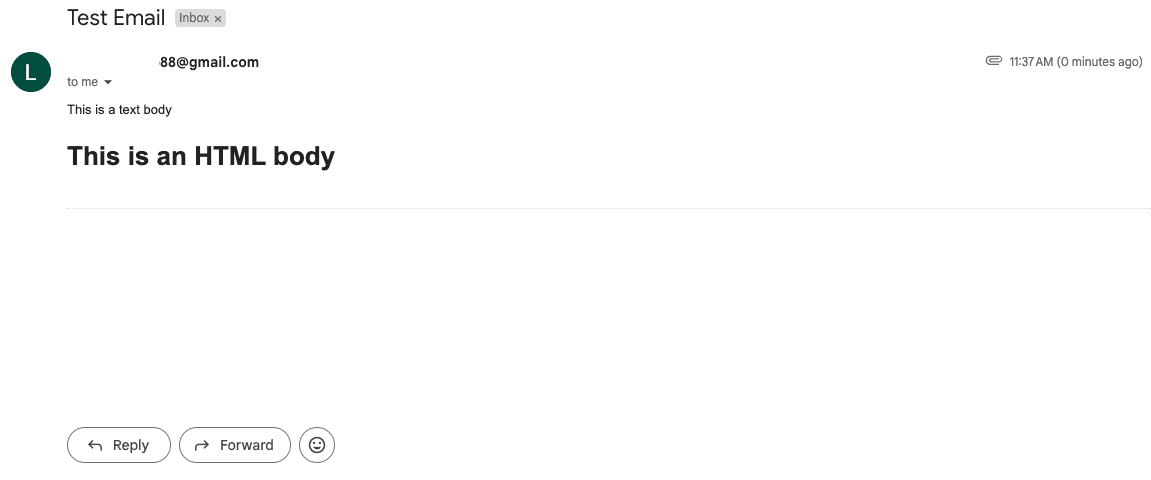 Test Email Inbox ×
L
88@gmail.com 11:37 AM (0 minutes ago)
to me
This is a text body
This is an HTML body
Reply Forward